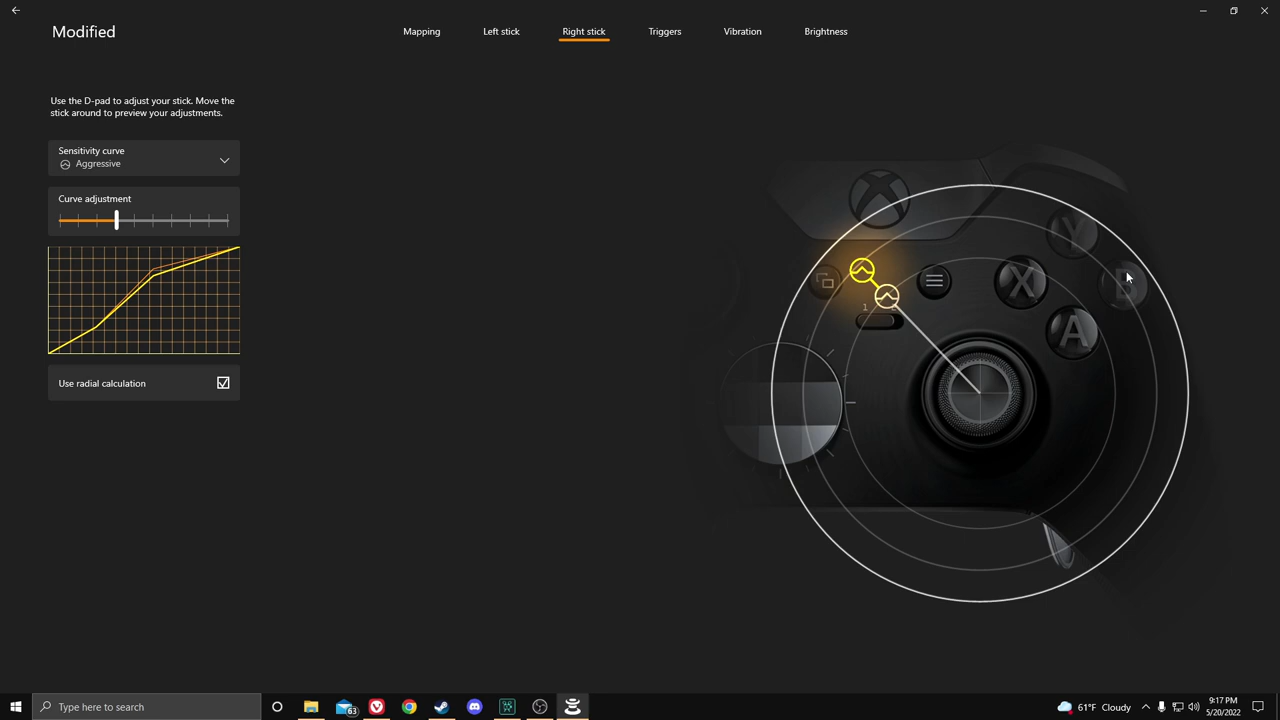 Modified
Mapping
Left stick
Right stick
Triggers
Vibration
Brightness
Use the D-pad to adjust your stick. Move the
stick around to preview your adjustments.
Sensitivity curve
Aggressive
Curve adjustment
Use radial calculation
Y
X
B
A
1
Type here to search
63
61°F Cloudy
9:17 PM
5/20/2022